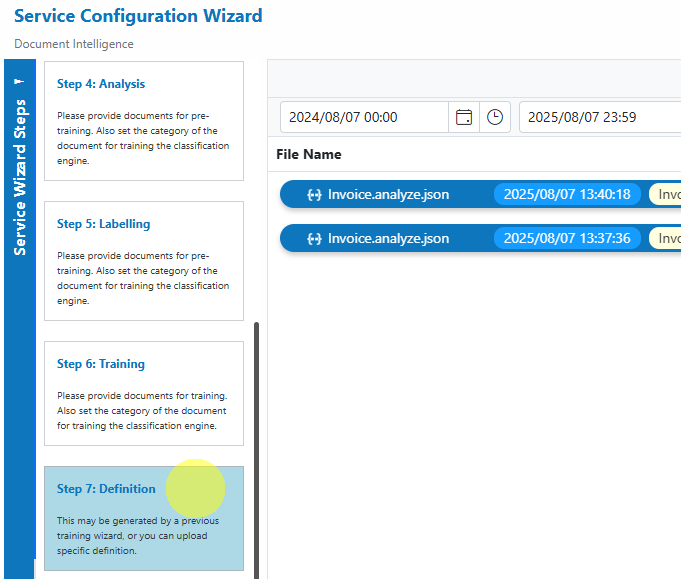 Service Configuration Wizard
Document Intelligence
Service Wizard Steps
Step 4: Analysis
Please provide documents for pre-
training. Also set the category of the
document for training the classification
engine.
Step 5: Labelling
Please provide documents for pre-
training. Also set the category of the
document for training the classification
engine.
Step 6: Training
Please provide documents for training.
Also set the category of the document
for training the classification engine.
Step 7: Definition
This may be generated by a previous
training wizard, or you can upload
specific definition.
2024/08/07 00:00 2025/08/07 23:59
File Name
Invoice.analyze.json 2025/08/07 13:40:18 Invo
Invoice.analyze.json 2025/08/07 13:37:36 Invo